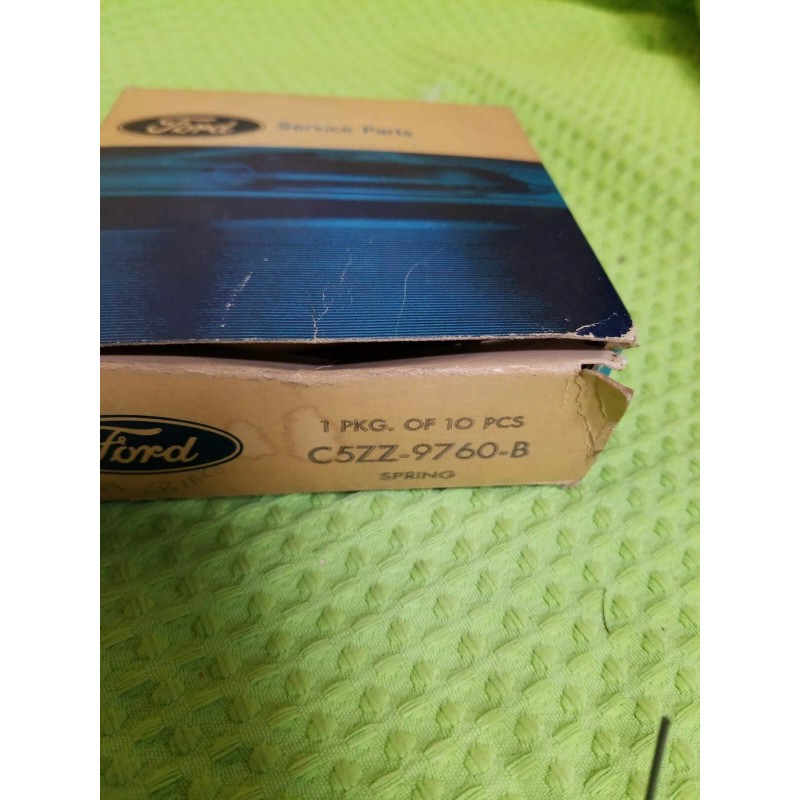 Ford Service Parts
Ford
1 PKG. OF 10 PCS
C5ZZ-9760-B
SPRING